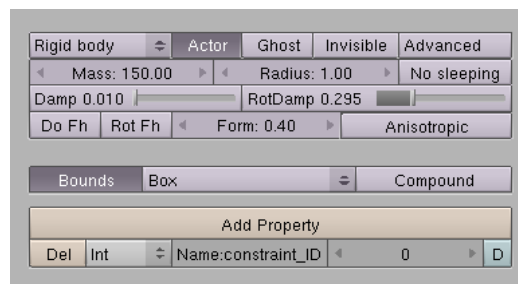 Rigid body Actor Ghost Invisible Advanced
Mass: 150.00 Radius: 1.00 No sleeping
Damp 0.010 RotDamp 0.295
Do Fh Rot Fh Form: 0.40 Anisotropic
Bounds Box Compound
Add Property
Del Int Name:constraint_ID 0 D